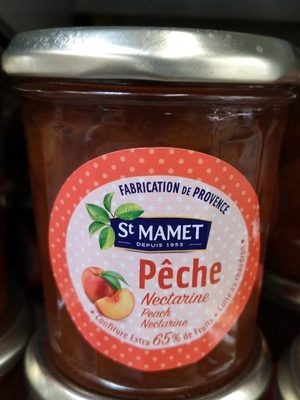 FABRICATION DE PROVENCE
ST MAMET
DEPUIS 1953
Pêche
Nectarine
Peach
Nectarine
• Confiture Extra 65% de Fruits • Cuite au chaudron •